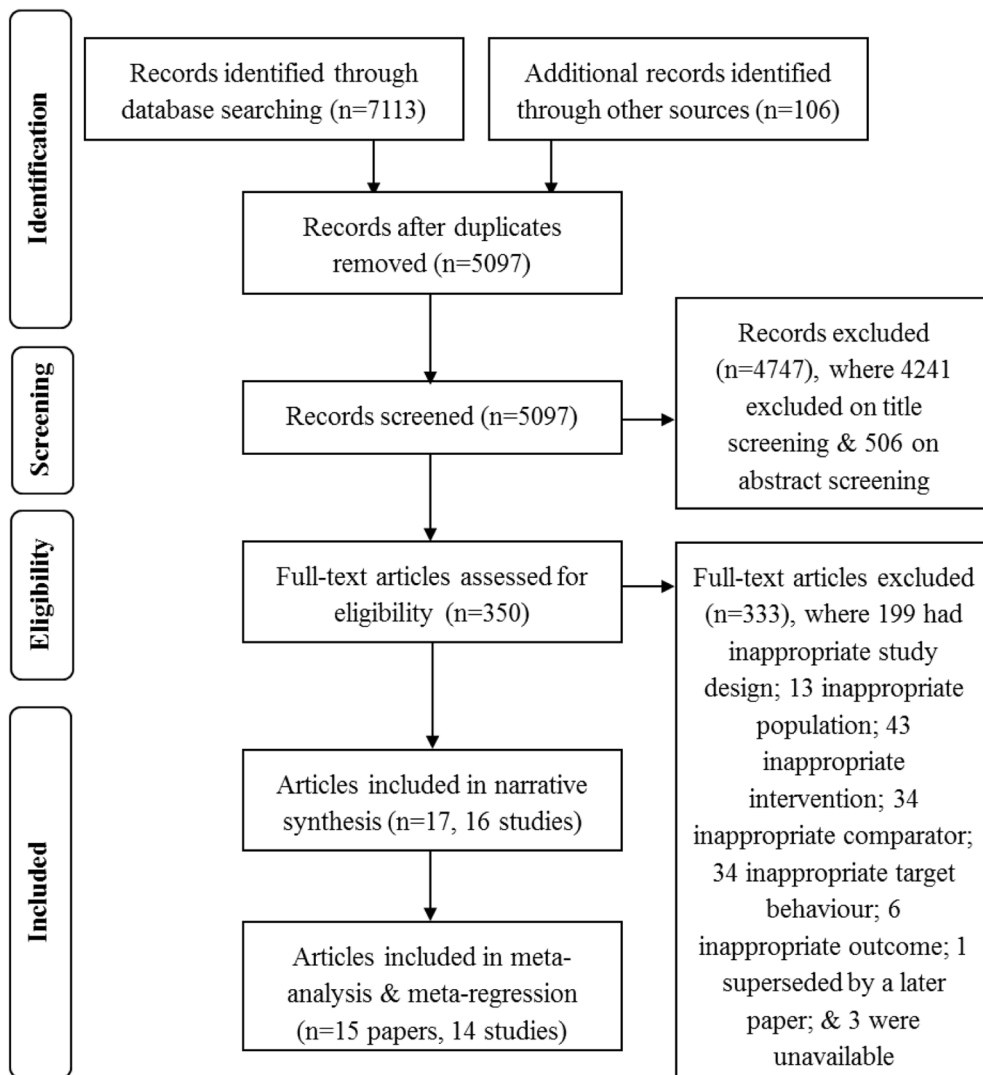 Identification
Records identified through
database searching (n=7113)
Additional records identified
through other sources (n=106)
Records after duplicates
removed (n=5097)
Screening
Records screened (n=5097)
Records excluded
(n=4747), where 4241
excluded on title
screening & 506 on
abstract screening
Eligibility
Full-text articles assessed for
eligibility (n=350)
Full-text articles excluded
(n=333), where 199 had
inappropriate study
design; 13 inappropriate
population; 43
inappropriate
intervention; 34
inappropriate comparator;
34 inappropriate target
behaviour; 6
inappropriate outcome; 1
superseded by a later
paper; & 3 were
unavailable
Included
Articles included in narrative
synthesis (n=17, 16 studies)
Articles included in meta-
analysis & meta-regression
(n=15 papers, 14 studies)